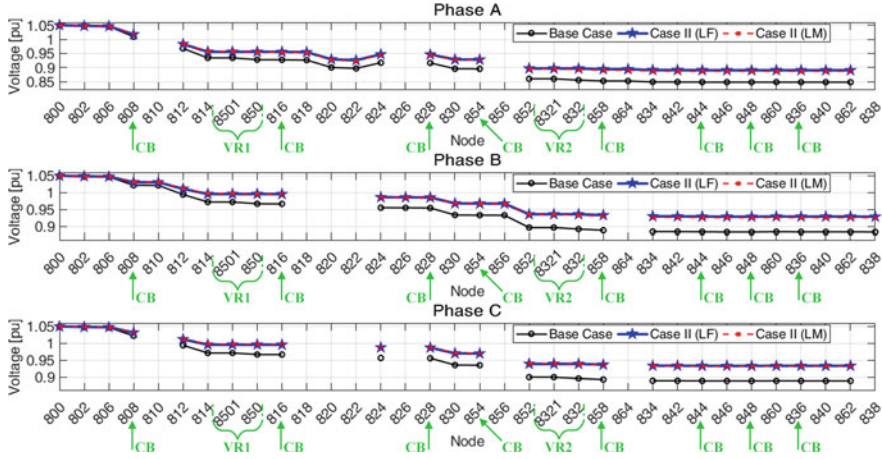 Phase A
Voltage [pu]
1.05
1
0.95
0.9
0.85
Base Case Case II (LF) Case II (LM)
800 802 806 808 810 812 814 8501 850 816 818 820 822 824 826 828 830 854 856 852 8321 832 858 864 834 842 844 846 848 860 836 840 862 838
CB VR1 CB CB Node CB VR2 CB CB CB CB
Phase B
Voltage [pu]
1.05
1
0.95
0.9
Base Case Case II (LF) Case II (LM)
800 802 806 808 810 812 814 8501 850 816 818 820 822 824 826 828 830 854 856 852 8321 832 858 864 834 842 844 846 848 860 836 840 862 838
CB VR1 CB CB Node CB VR2 CB CB CB CB
Phase C
Voltage [pu]
1.05
1
0.95
0.9
Base Case Case II (LF) Case II (LM)
800 802 806 808 810 812 814 8501 850 816 818 820 822 824 826 828 830 854 856 852 8321 832 858 864 834 842 844 846 848 860 836 840 862 838
CB VR1 CB CB Node CB VR2 CB CB CB CB